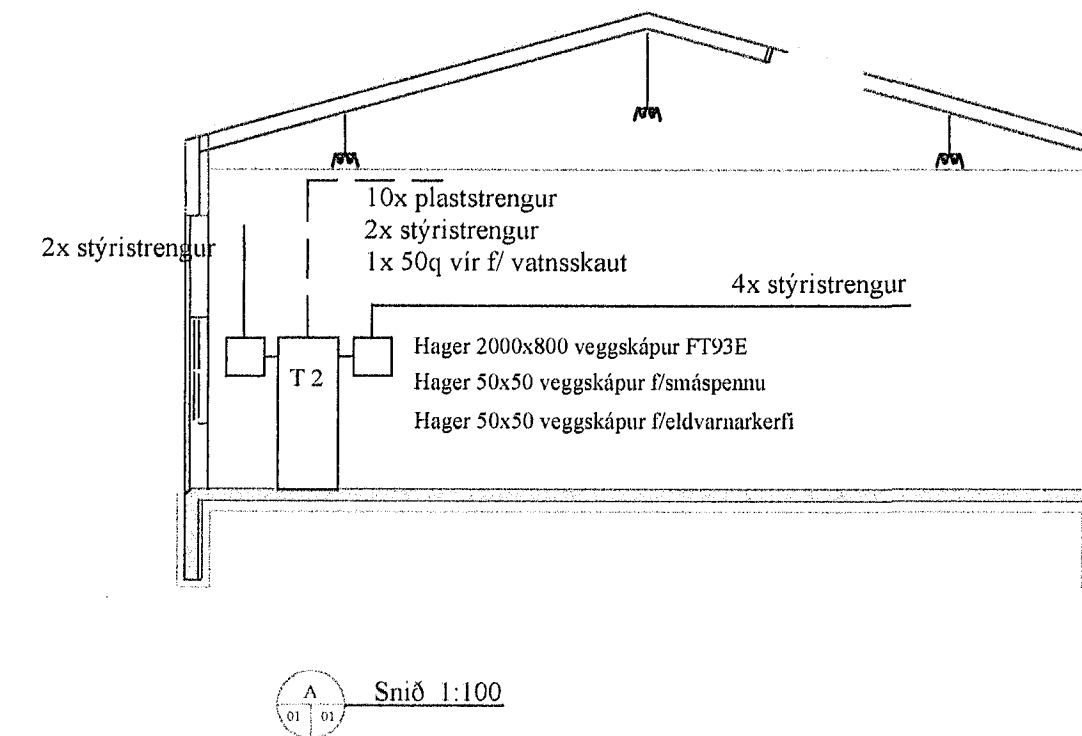 10x plaststrengur
2x stýristrengur
2x stýristrengur
1x 50q vír f/ vatnsskaut
4x stýristrengur
Hager 2000x800 veggskápur FT93E
T 2
Hager 50x50 veggskápur f/smáspennu
Hager 50x50 veggskápur f/eldvarnarkerfi
A
Snið 1:100
01 01